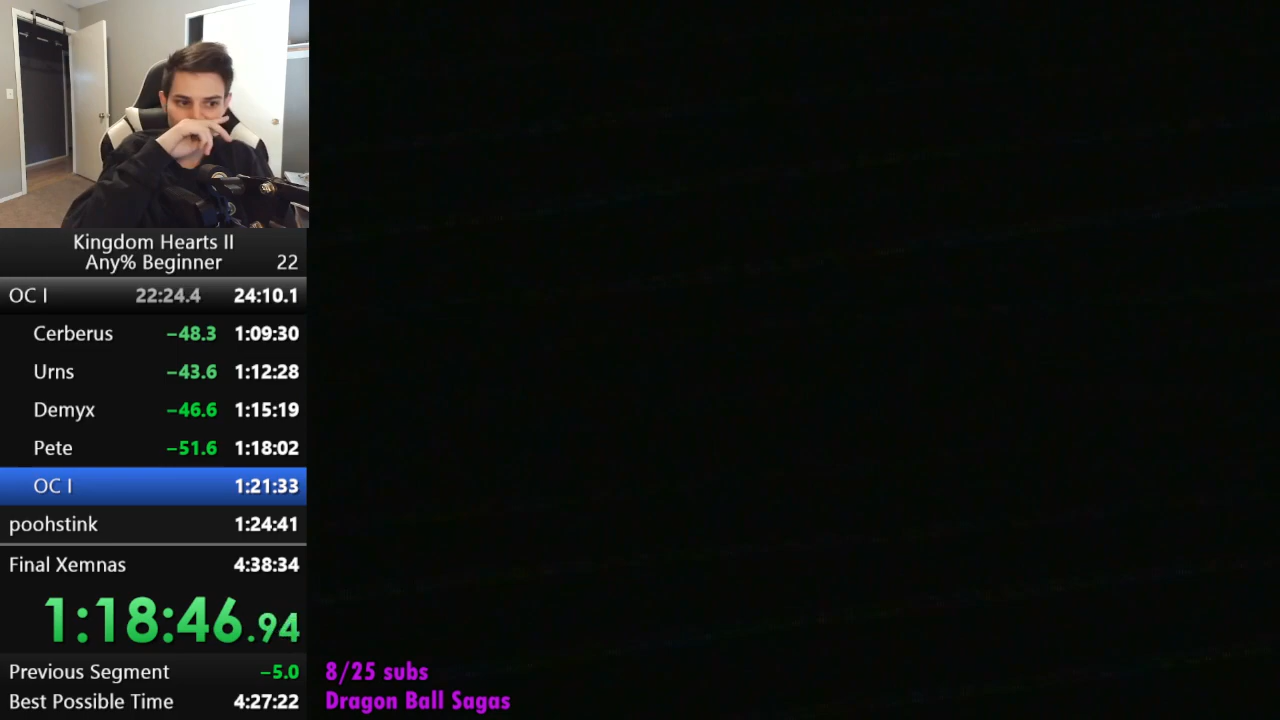 Kingdom Hearts II
Any% Beginner 22
OC I 22:24.4 24:10.1
Cerberus −48.3 1:09:30
Urns −43.6 1:12:28
Demyx −46.6 1:15:19
Pete −51.6 1:18:02
OC I 1:21:33
poohstink 1:24:41
Final Xemnas 4:38:34
1:18:46.94
Previous Segment −5.0
Best Possible Time 4:27:22
8/25 subs
Dragon Ball Sagas